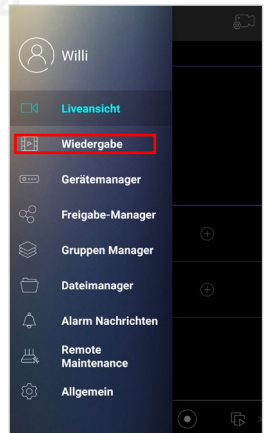 Willi
Liveansicht
Wiedergabe
Gerätemanager
Freigabe-Manager
Gruppen Manager
Dateimanager
Alarm Nachrichten
Remote
Maintenance
Allgemein